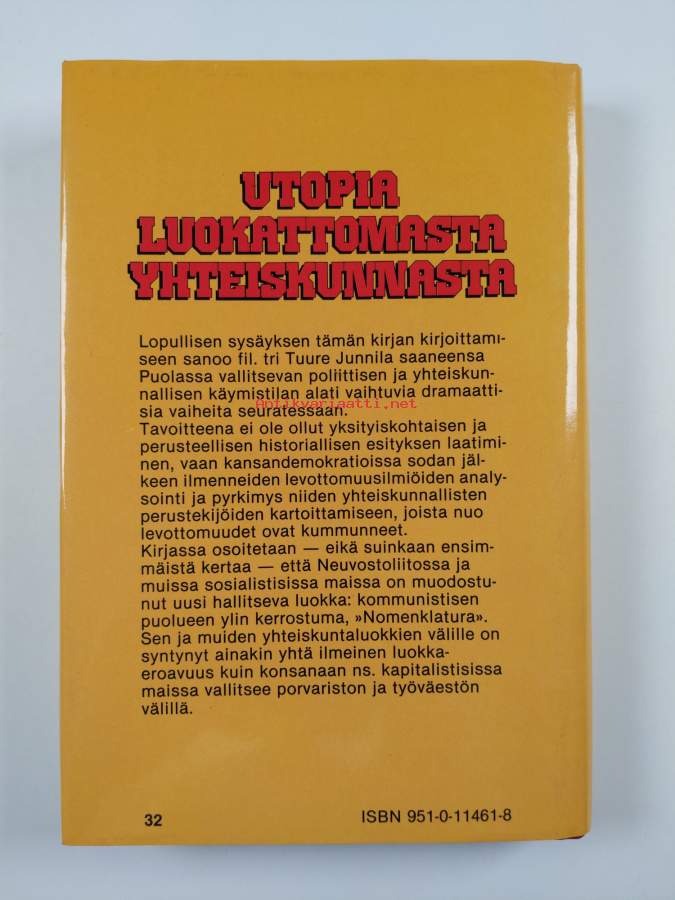 UTOPIA
LUOKATTOMASTA
YHTEISKUNNASTA
Lopullisen sysäyksen tämän kirjan kirjoittami-
seen sanoo fil. tri Tuure Junnila saaneensa
Puolassa vallitsevan poliittisen ja yhteiskun-
nallisen käymistilan alati vaihtuvia dramaatti-
sia vaiheita seuratessaan.
Antikvariaatti.net
Tavoitteena ei ole ollut yksityiskohtaisen ja
perusteellisen historiallisen esityksen laatimi-
nen, vaan kansandemokratioissa sodan jäl-
keen ilmenneiden levottomuusilmiöiden analy-
sointi ja pyrkimys niiden yhteiskunnallisten
perustekijöiden kartoittamiseen, joista nuo
levottomuudet ovat kummunneet.
Kirjassa osoitetaan — eikä suinkaan ensim-
mäistä kertaa — että Neuvostoliitossa ja
muissa sosialistisissa maissa on muodostu-
nut uusi hallitseva luokka: kommunistisen
puolueen ylin kerrostuma, »Nomenklatura».
Sen ja muiden yhteiskuntaluokkien välille on
syntynyt ainakin yhtä ilmeinen luokka-
eroavuus kuin konsanaan ns. kapitalistisissa
maissa vallitsee porvariston ja työväestön
välillä.
32
ISBN 951-0-11461-8